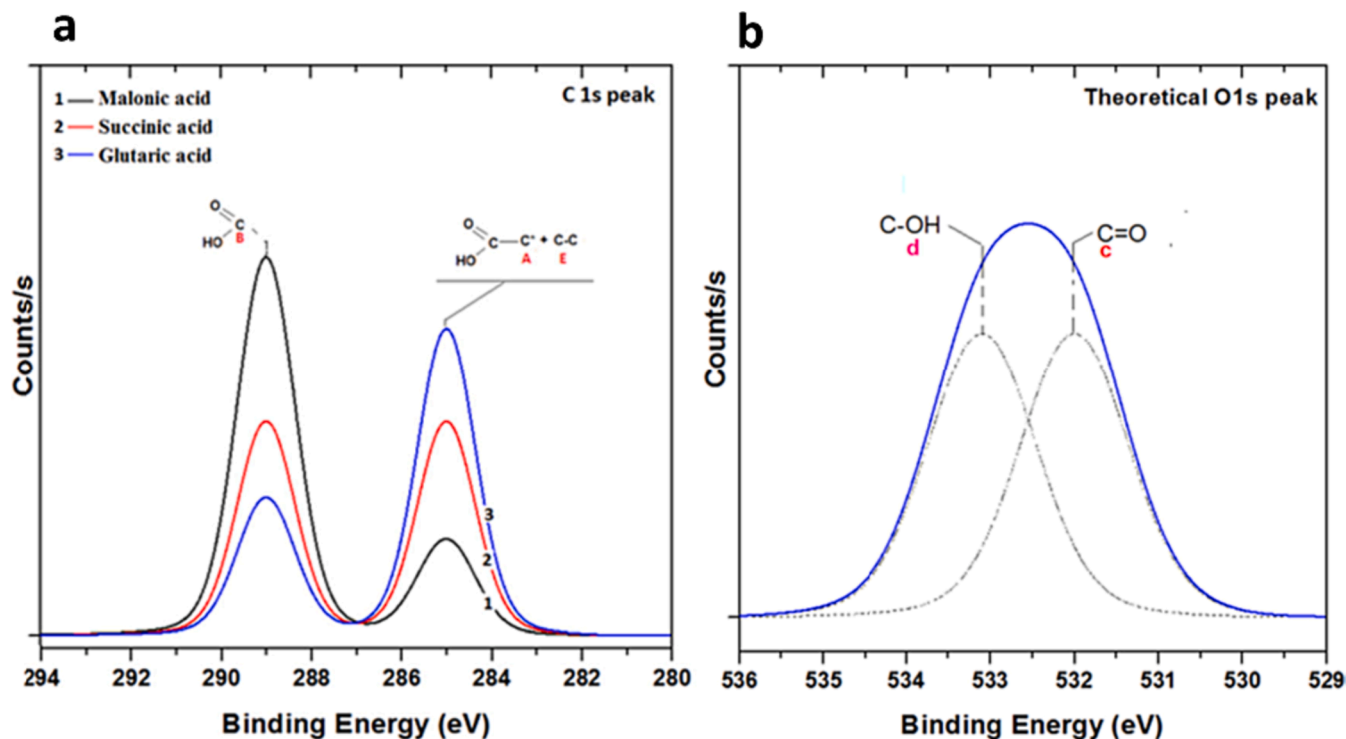 a
C 1s peak
1 Malonic acid
2 Succinic acid
3 Glutaric acid
O
C
HO
B
O
C C* + C-C
HO A E
3
2
1
Counts/s
294 292 290 288 286 284 282 280
Binding Energy (eV)
b
Theoretical O1s peak
C-OH
d
C=O
c
Counts/s
536 535 534 533 532 531 530 529
Binding Energy (eV)